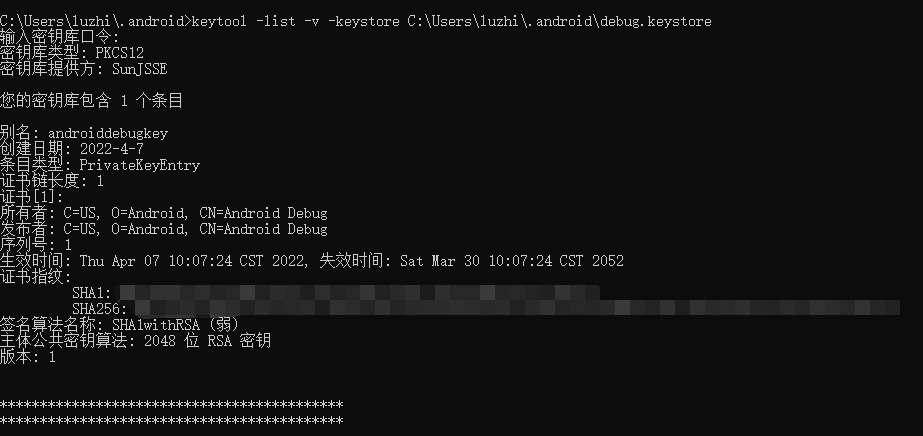 C:\Users\luzhi\.android>keytool -list -v -keystore C:\Users\luzhi\.android\debug.keystore
输入密钥库口令:
密钥库类型: PKCS12
密钥库提供方: SunJSSE
您的密钥库包含 1 个条目
别名: androiddebugkey
创建日期: 2022-4-7
条目类型: PrivateKeyEntry
证书链长度: 1
证书[1]:
所有者: C=US, O=Android, CN=Android Debug
发布者: C=US, O=Android, CN=Android Debug
序列号: 1
生效时间: Thu Apr 07 10:07:24 CST 2022, 失效时间: Sat Mar 30 10:07:24 CST 2052
证书指纹:
SHA1:
SHA256:
签名算法名称: SHA1withRSA (弱)
主体公共密钥算法: 2048 位 RSA 密钥
版本: 1
*******************************************
*******************************************